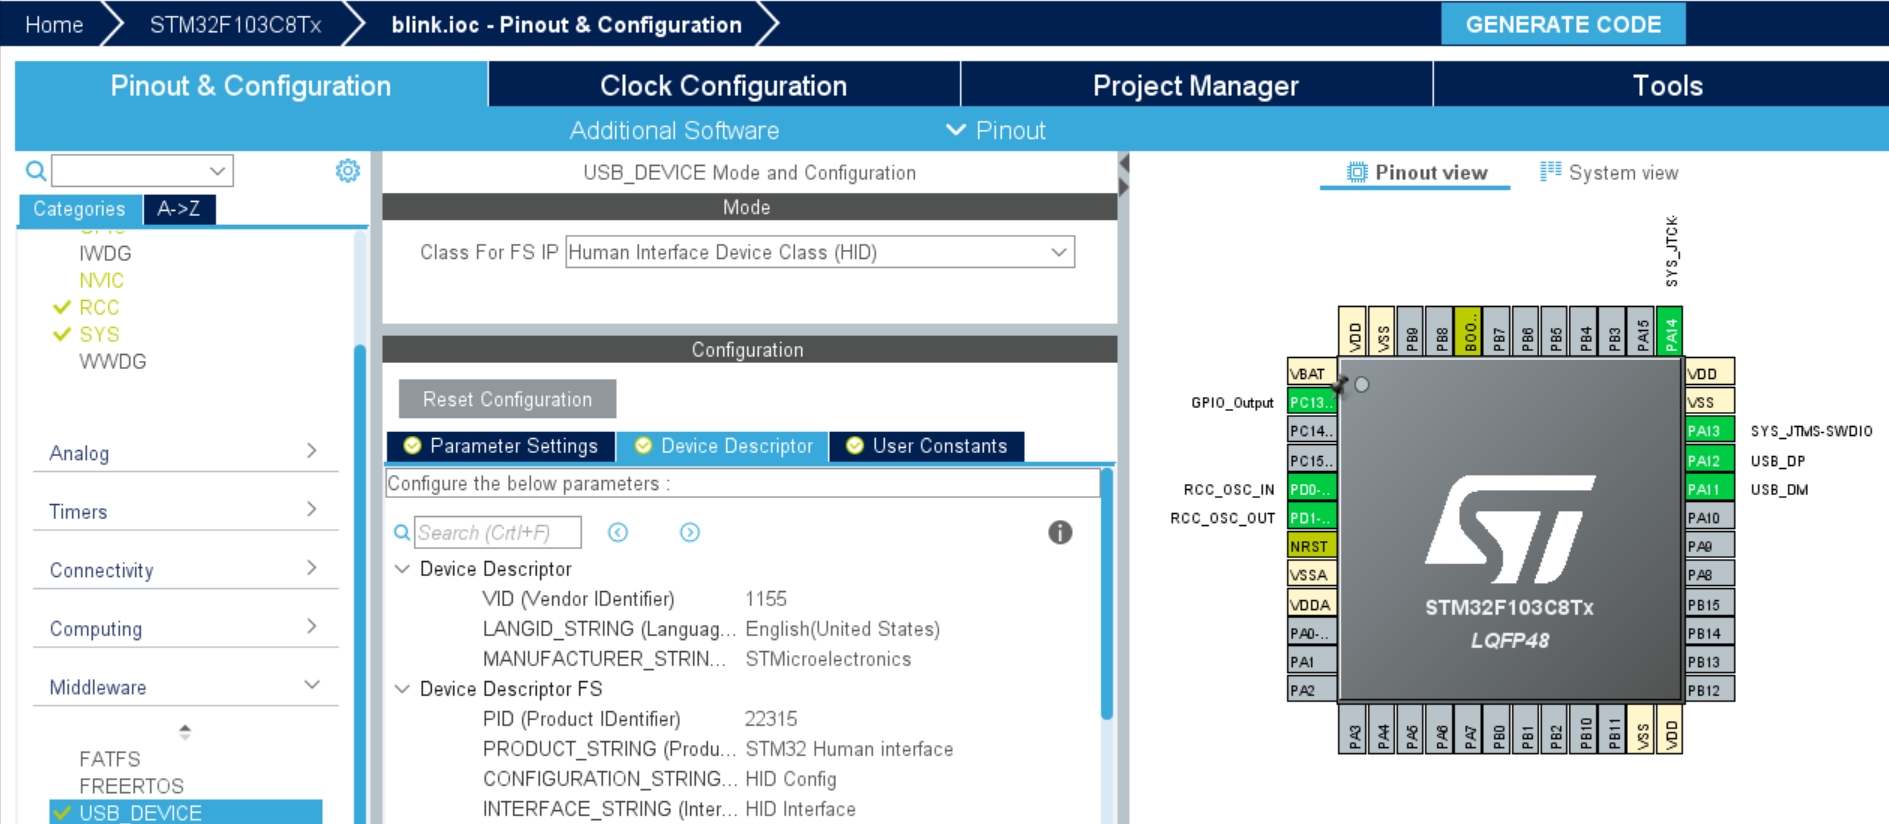 Home STM32F103C8Tx blink.ioc - Pinout & Configuration GENERATE CODE
Pinout & Configuration Clock Configuration Project Manager Tools
Additional Software Pinout
Categories A->Z
IWDG
NVIC
RCC
SYS
WWDG
Analog
Timers
Connectivity
Computing
Middleware
FATFS
FREERTOS
USB_DEVICE
USB_DEVICE Mode and Configuration
Mode
Class For FS IP Human Interface Device Class (HID)
Configuration
Reset Configuration
Parameter Settings Device Descriptor User Constants
Configure the below parameters :
Search (Crtl+F)
Device Descriptor
VID (Vendor IDentifier) 1155
LANGID_STRING (Languag... English(United States)
MANUFACTURER_STRIN... STMicroelectronics
Device Descriptor FS
PID (Product IDentifier) 22315
PRODUCT_STRING (Produ... STM32 Human interface
CONFIGURATION_STRING... HID Config
INTERFACE_STRING (Inter... HID Interface
Pinout view System view
SYS_JTCK-
VDD VSS PB9 PB8 BOO.. PB7 PB6 PB5 PB4 PB3 PA15 PA14
VBAT
GPIO_Output PC13..
PC14..
PC15..
RCC_OSC_IN PD0-..
RCC_OSC_OUT PD1-..
NRST
VSSA
VDDA
PA0-..
PA1
PA2
ST
STM32F103C8Tx
LQFP48
VDD
VSS
PA13 SYS_JTMS-SWDIO
PA12 USB_DP
PA11 USB_DM
PA10
PA9
PA8
PB15
PB14
PB13
PB12
PA3 PA4 PA5 PA6 PA7 PB0 PB1 PB2 PB10 PB11 VSS VDD